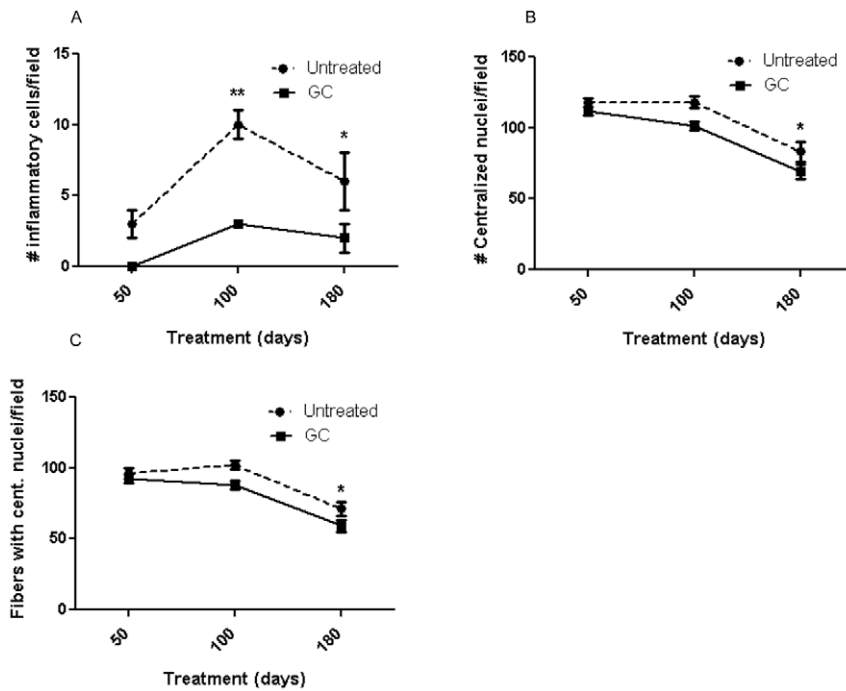 A
# inflammatory cells/field
15
10
5
0
**
*
Untreated
GC
50
100
180
Treatment (days)
B
# Centralized nuclei/field
150
100
50
0
*
Untreated
GC
50
100
180
Treatment (days)
C
Fibers with cent. nuclei/field
150
100
50
0
*
Untreated
GC
50
100
180
Treatment (days)